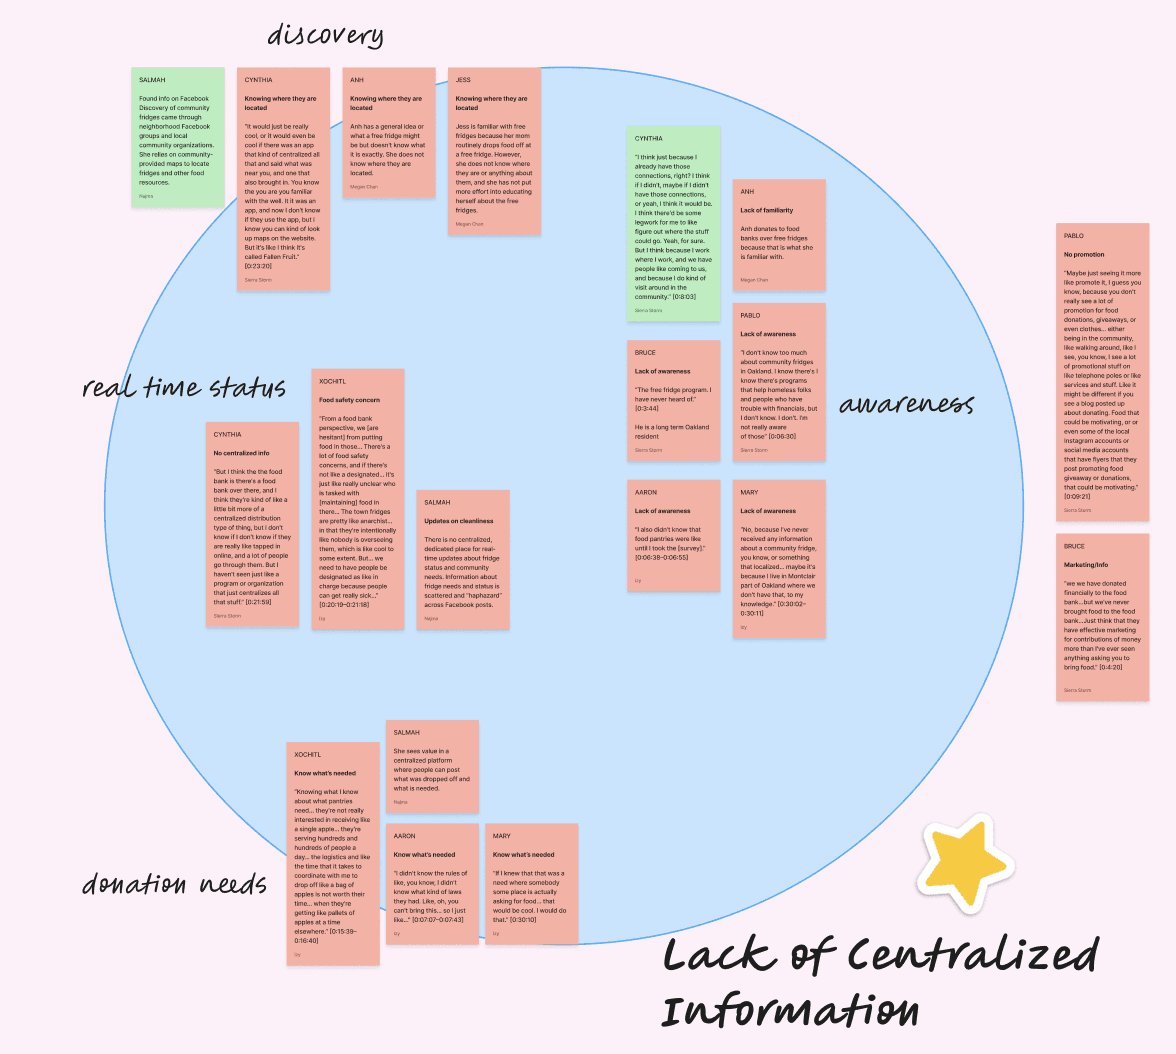 discovery
SALMAH
Found info on Facebook
Discovery of community
fridges came through
neighborhood Facebook
groups and local
community organizations.
She relies on community-
provided maps to locate
fridges and other food
resources.
Najma
CYNTHIA
Knowing where they are
located
"It would just be really
cool, or it would even be
cool if there was an app
that kind of centralized all
that and said what was
near you, and one that
also brought in. You know
the you are you familiar
with the well. It was an
app, and now I don't know
if they use the app, but I
know you can kind of look
up maps on the website.
But it's like I think it's
called Fallen Fruit."
[0:23:20]
Sierra Storm
ANH
Knowing where they are
located
Anh has a general idea or
what a free fridge might
be but doesn't know what
it is exactly. She does not
know where they are
located.
Megan Chan
JESS
Knowing where they are
located
Jess is familiar with free
fridges because her mom
routinely drops food off at
a free fridge. However,
she does not know where
they are or anything about
them, and she has not put
more effort into educating
herself about the free
fridges.
Megan Chan
CYNTHIA
"I think just because I
already have those
connections, right? I think
if I didn't, maybe if I didn't
have those connections,
or yeah, I think it would be.
I think there'd be some
legwork for me to like
figure out where the stuff
could go. Yeah, for sure.
But I think because I work
where I work, and we have
people like coming to us,
and because I do kind of
visit around in the
community." [0:8:03]
Sierra Storm
ANH
Lack of familiarity
Anh donates to food
banks over free fridges
because that is what she
is familiar with.
Megan Chan
BRUCE
Lack of awareness
"The free fridge program. I
have never heard of."
[0:3:44]
He is a long term Oakland
resident
Sierra Storm
PABLO
Lack of awareness
"I don't know too much
about community fridges
in Oakland. I know there's I
know there's programs
that help homeless folks
and people who have
trouble with financials, but
I don't know. I don't. I'm
not really aware
of those" [0:06:30]
Sierra Storm
awareness
AARON
Lack of awareness
"I also didn't know that
food pantries were like
until I took the [survey]."
[0:06:38-0:06:55]
Izy
MARY
Lack of awareness
"No, because I've never
received any information
about a community fridge,
you know, or something
that localized... maybe it's
because I live in Montclair
part of Oakland where we
don't have that, to my
knowledge." [0:30:02-
0:30:11]
Izy
PABLO
No promotion
"Maybe just seeing it more
like promote it, I guess you
know, because you don't
really see a lot of
promotion for food
donations, giveaways, or
even clothes... either
being in the community,
like walking around, like I
see, you know, I see a lot
of promotional stuff on
like telephone poles or like
services and stuff. Like it
might be different if you
see a blog posted up
about donating. Food that
could be motivating, or or
even some of the local
Instagram accounts or
social media accounts
that have flyers that they
post promoting food
giveaway or donations,
that could be motivating."
[0:09:21]
Sierra Storm
BRUCE
Marketing/Info
"we we have donated
financially to the food
bank...but we've never
brought food to the food
bank....Just think that they
have effective marketing
for contributions of money
more than I've ever seen
anything asking you to
bring food." [0:4:20]
Sierra Storm
real time status
CYNTHIA
No centralized info
"But I think the the food
bank is there's a food
bank over there, and I
think they're kind of like a
little bit more of a
centralized distribution
type of thing, but I don't
know if I don't know if they
are really like tapped in
online, and a lot of people
go through them. But I
haven't seen just like a
program or organization
that just centralizes all
that stuff." [0:21:59]
Sierra Storm
XOCHITL
Food safety concern
"From a food bank
perspective, we [are
hesitant] from putting
food in those... There's a
lot of food safety
concerns, and if there's
not like a designated... It's
just like really unclear who
is tasked with
[maintaining] food in
there... The town fridges
are pretty like anarchist...
in that they're intentionally
like nobody is overseeing
them, which is like cool to
some extent. But... we
need to have people be
designated as like in
charge because people
can get really sick..."
[0:20:19-0:21:18]
Izy
SALMAH
Updates on cleanliness
There is no centralized,
dedicated place for real-
time updates about fridge
status and community
needs. Information about
fridge needs and status is
scattered and "haphazard"
across Facebook posts.
Najma
donation needs
XOCHITL
Know what's needed
"Knowing what I know
about what pantries
need... they're not really
interested in receiving like
a single apple... they're
serving hundreds and
hundreds of people a
day... the logistics and like
the time that it takes to
coordinate with me to
drop off like a bag of
apples is not worth their
time... when they're
getting like pallets of
apples at a time
elsewhere." [0:15:39-
0:16:40]
Izy
SALMAH
She sees value in a
centralized platform
where people can post
what was dropped off and
what is needed.
Najma
AARON
Know what's needed
"I didn't know the rules of
like, you know, I didn't
know what kind of laws
they had. Like, oh, you
can't bring this... so I just
like..." [0:07:07-0:07:43]
Izy
MARY
Know what's needed
"If I knew that that was a
need where somebody
some place is actually
asking for food... that
would be cool. I would do
that." [0:30:10]
Izy
Lack of Centralized
Information